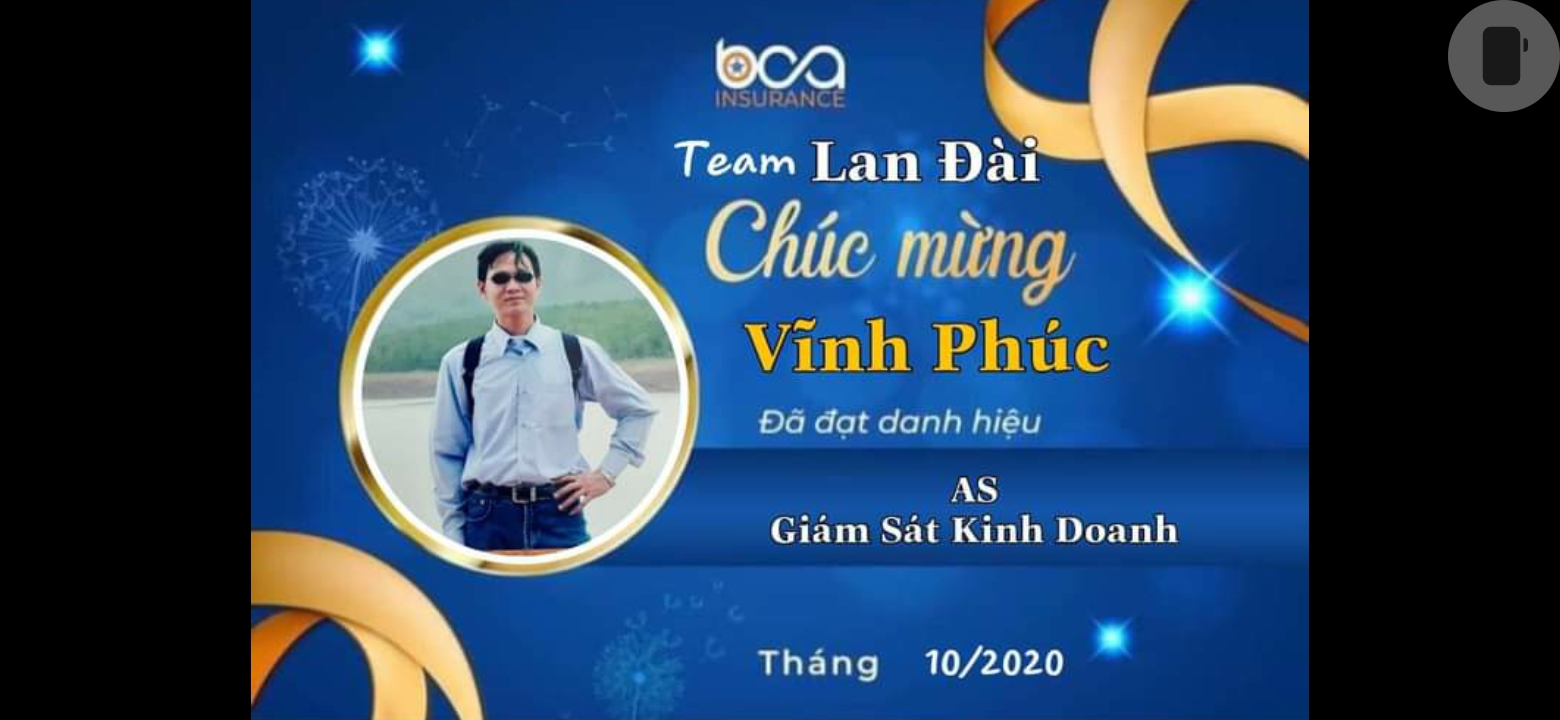 bca
INSURANCE
Team Lan Đài
Chúc mừng
Vĩnh Phúc
Đã đạt danh hiệu
AS
Giám Sát Kinh Doanh
Tháng 10/2020